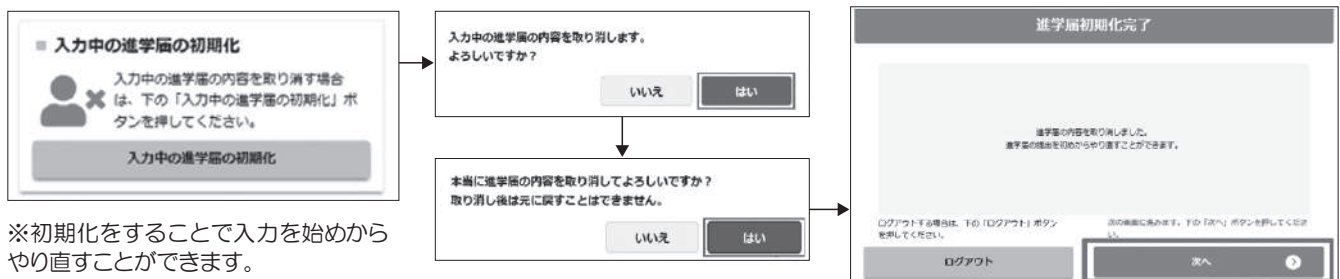 ■ 入力中の進学届の初期化
入力中の進学届の内容を取り消す場合
は、下の「入力中の進学届の初期化」ボ
タンを押してください。
入力中の進学届の初期化
※初期化をすることで入力を始めから
やり直すことができます。
入力中の進学届の内容を取り消します。
よろしいですか？
いいえ
はい
本当に進学届の内容を取り消してよろしいですか？
取り消し後は元に戻すことはできません。
いいえ
はい
進学届初期化完了
進学届の内容を取り消しました。
進学届の提出を初めからやり直すことができます。
ログアウトする場合は、下の「ログアウト」ボタン
を押してください。
ログアウト
次の画面に進みます。下の「次へ」ボタンを押してくださ
い。
次へ